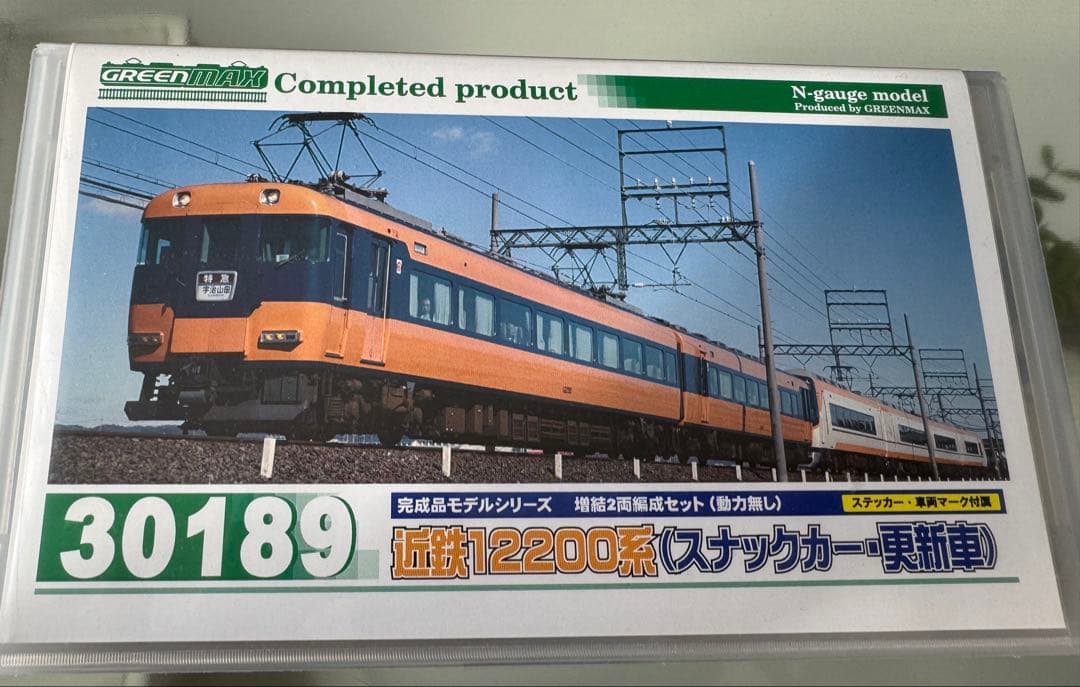 GREENMAX
Completed product
N-gauge model
Produced by GREENMAX
特急
宇治山田
30189
完成品モデルシリーズ 増結2両編成セット(動力無し)
ステッカー・車両マーク付属
近鉄12200系(スナックカー・更新車)